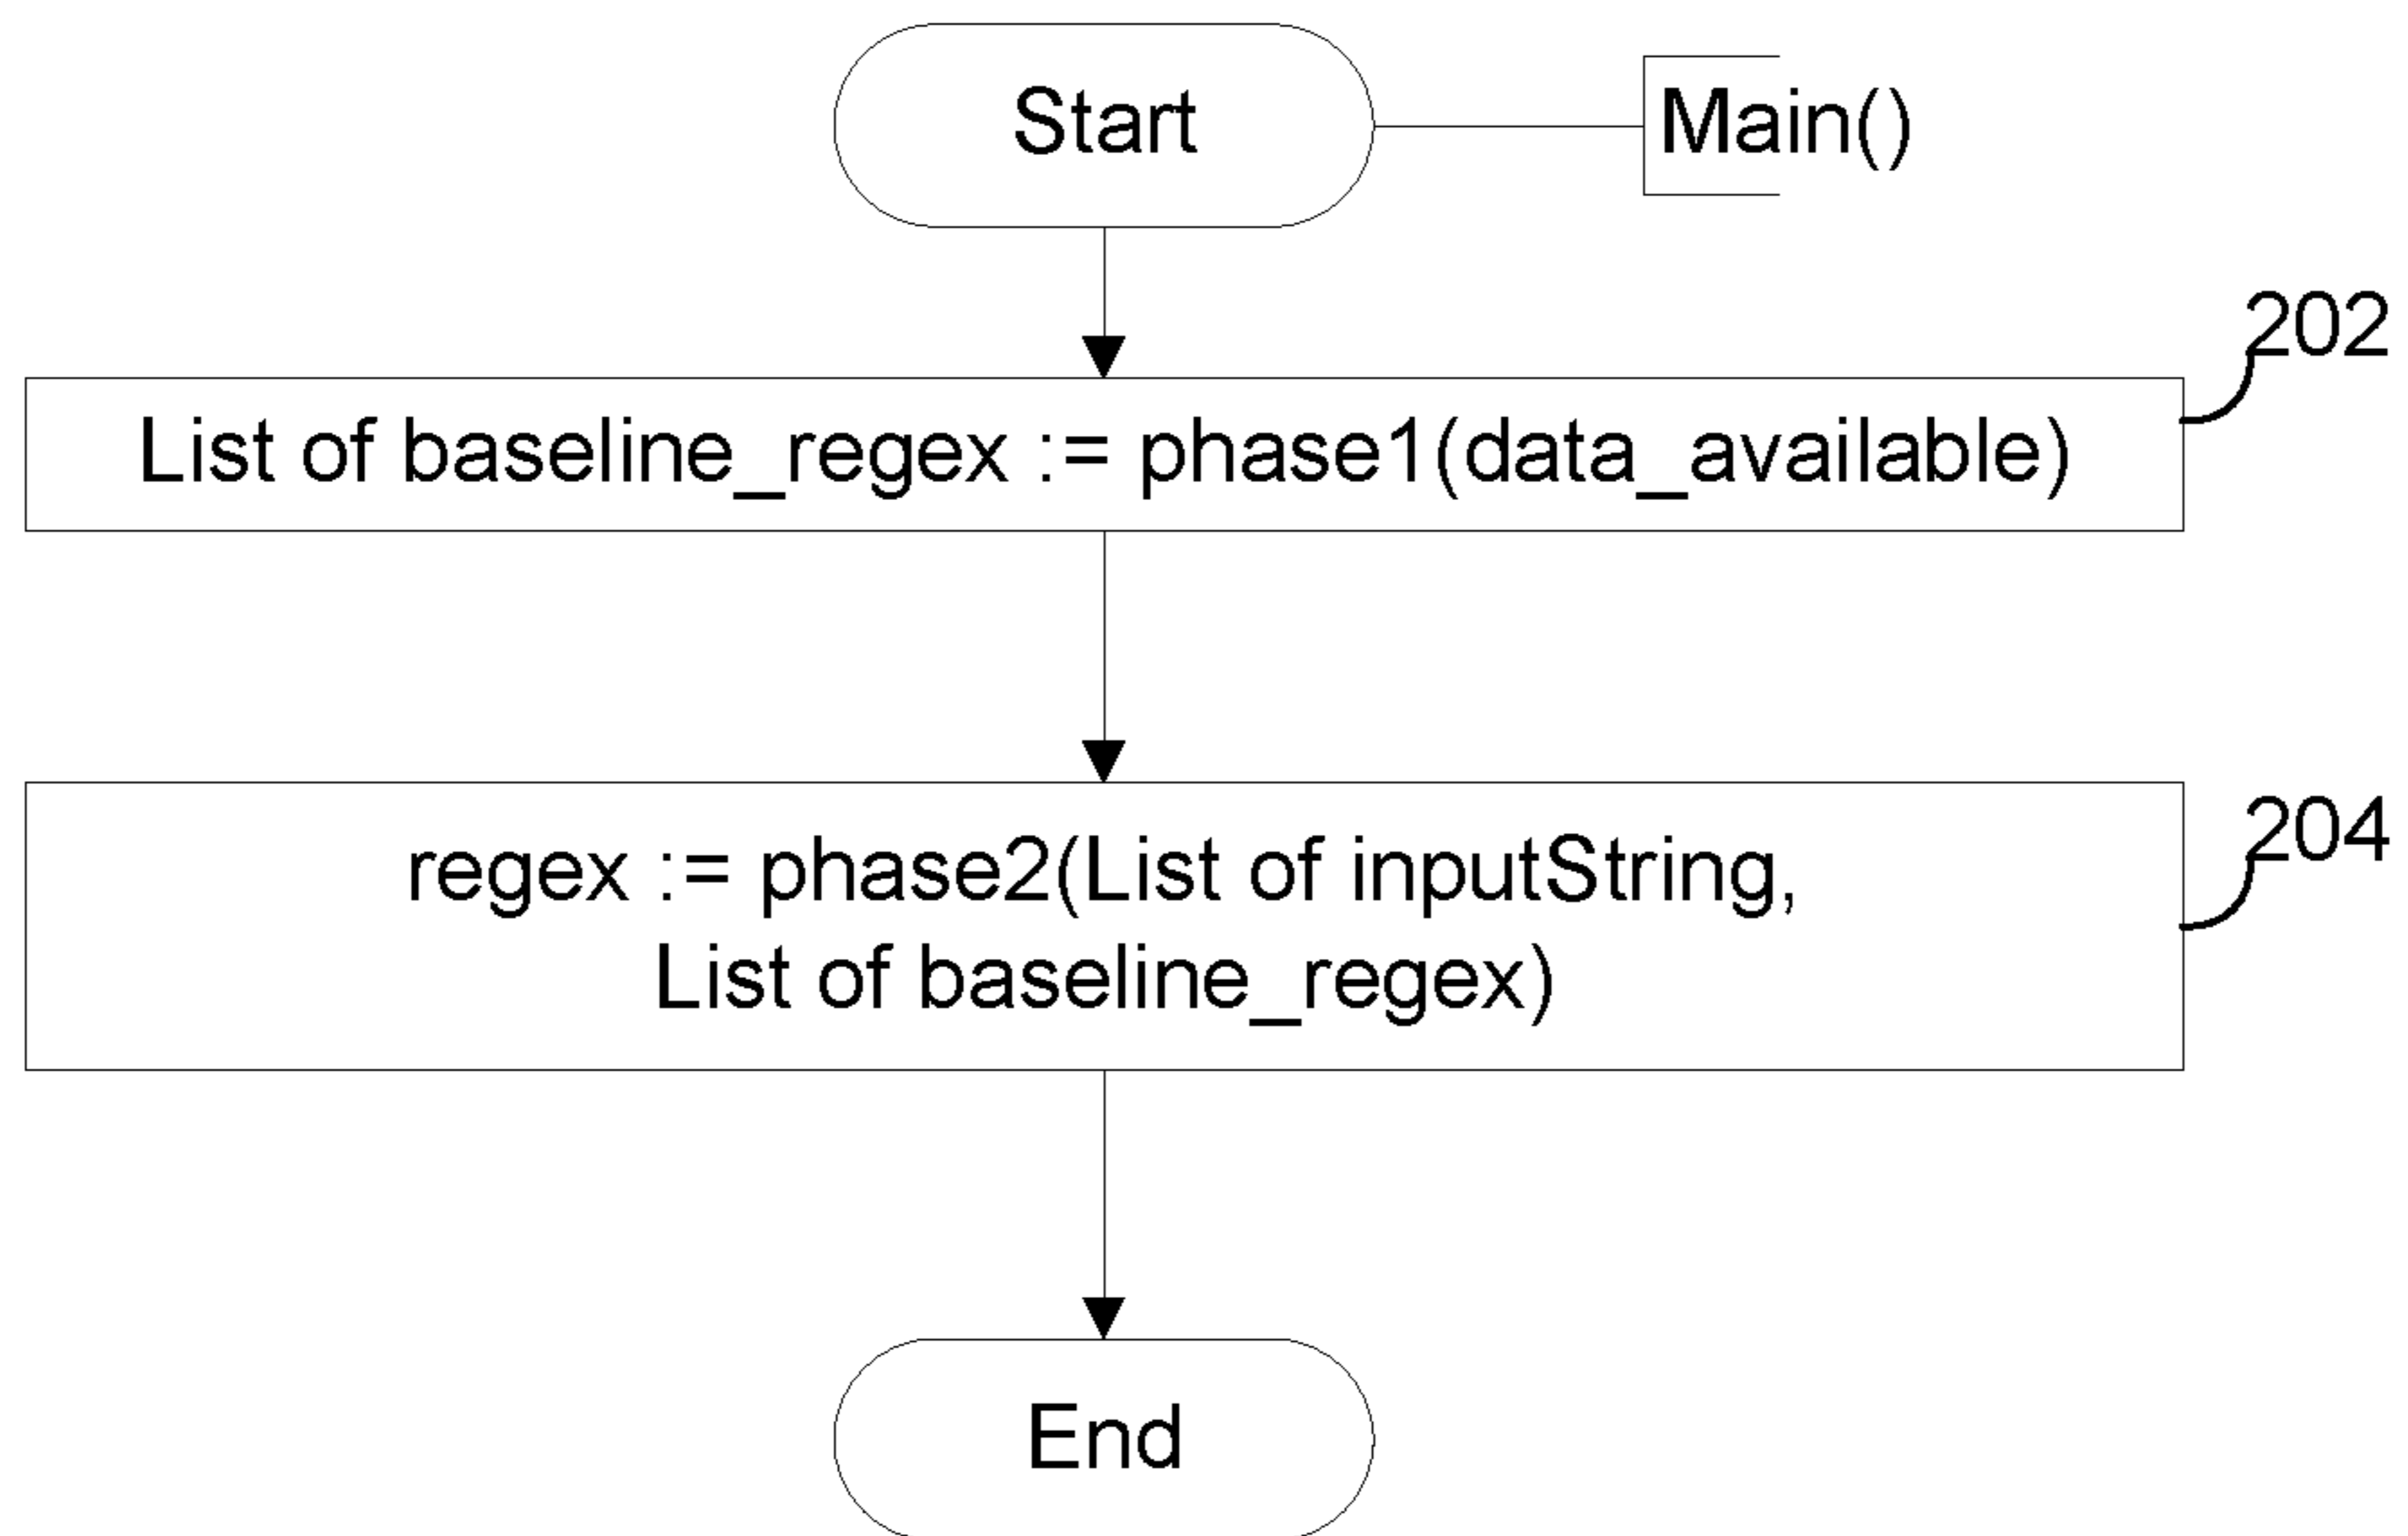 Start
Main()
202
List of baseline_regex := phase1(data_available)
204
regex := phase2(List of inputString,
List of baseline_regex)
End